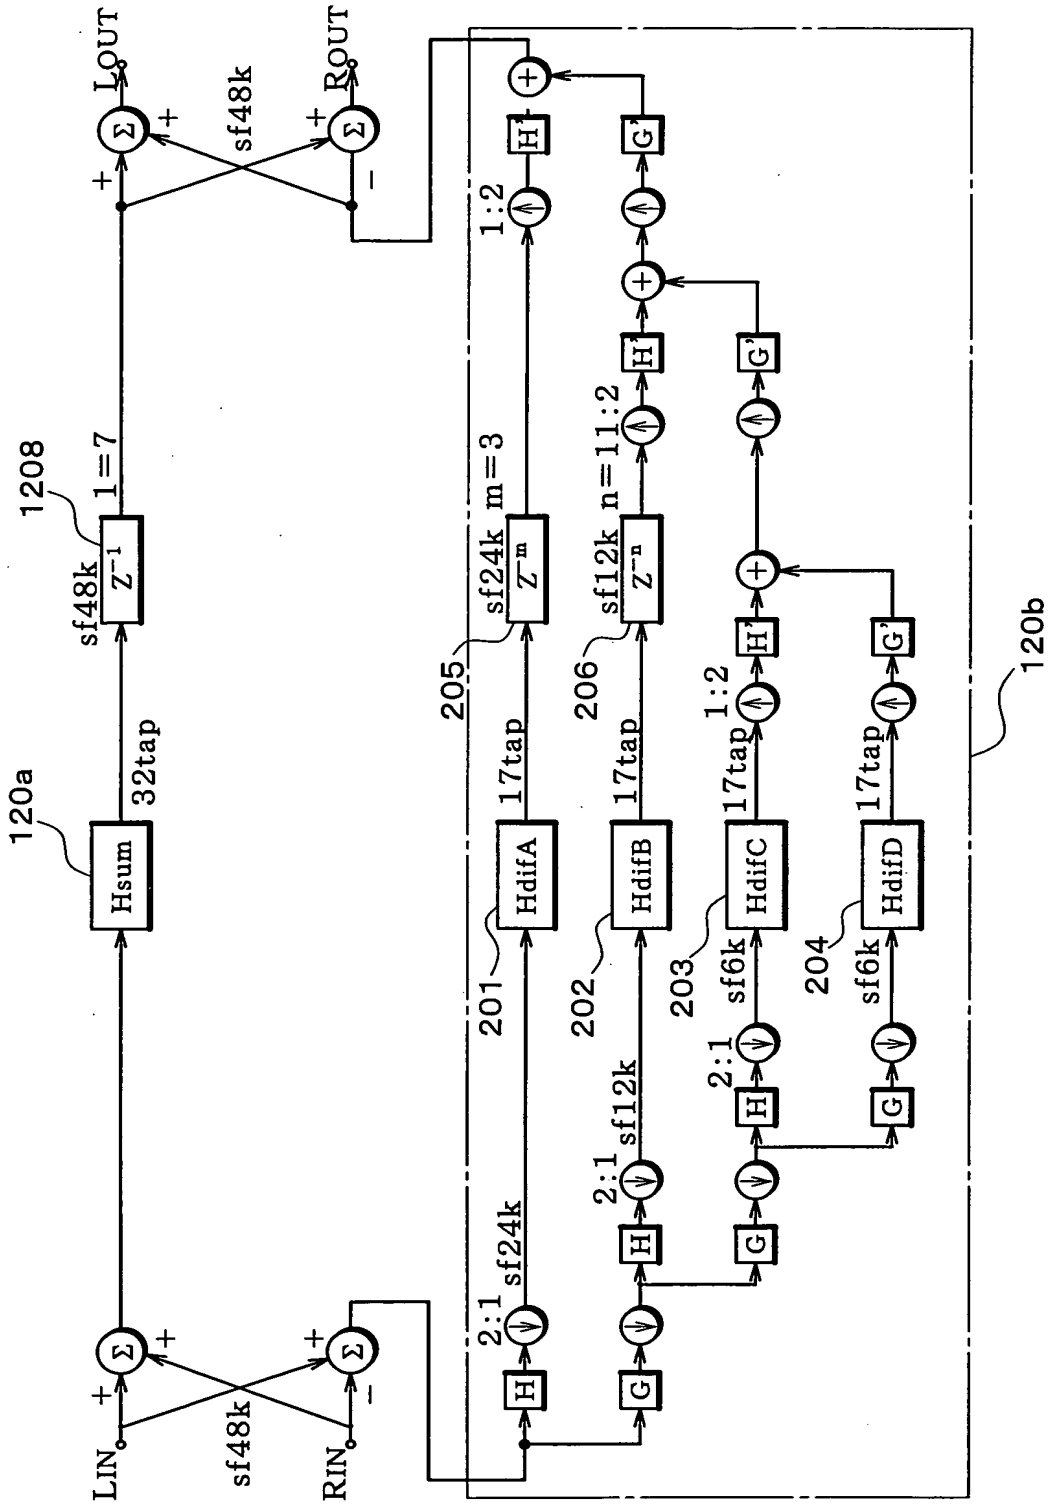 120a
1208
LIN
+
+
Σ
Hsum
32tap
sf48k
Z⁻¹
1=7
+
+
Σ
LOUT
sf48k
sf48k
RIN
+
−
Σ
+
−
Σ
ROUT
H
2:1
sf24k
201
HdifA
17tap
205
sf24k m=3
Z⁻ᵐ
1:2
H'
+
G
H
2:1
sf12k
202
HdifB
17tap
206
sf12k n=1
Z⁻ⁿ
1:2
H'
+
G'
G
H
2:1
sf6k
203
HdifC
17tap
1:2
H'
+
G'
G
sf6k
204
HdifD
17tap
G'
120b